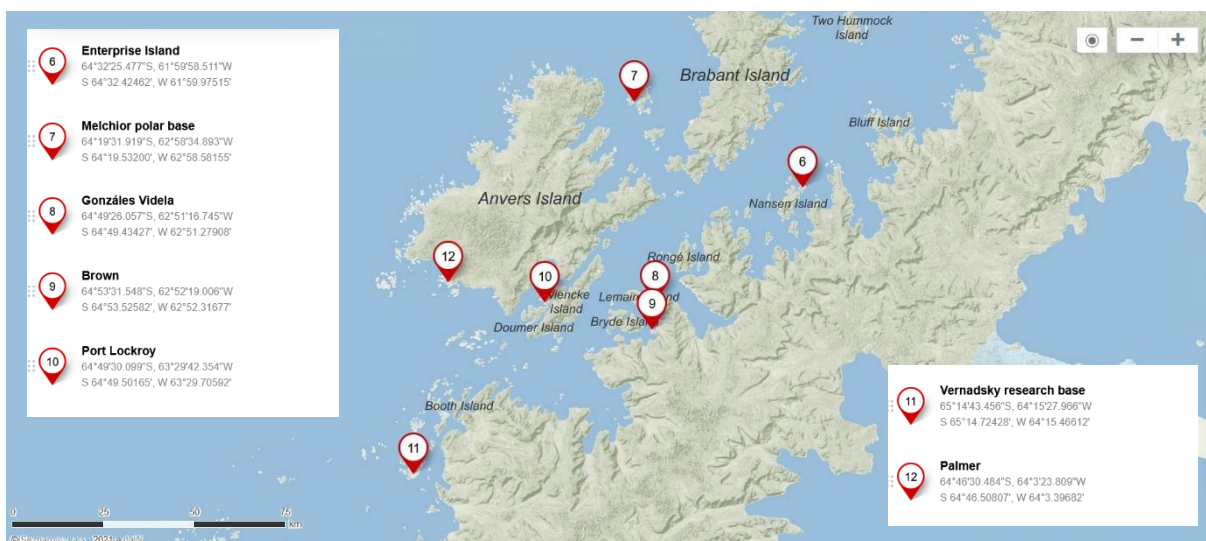 6
Enterprise Island
64°32'25.477"S, 61°59'58.511"W
S 64°32.42462', W 61°59.97515'
7
Melchior polar base
64°19'31.919"S, 62°58'34.893"W
S 64°19.53200', W 62°58.58155'
8
Gonzáles Videla
64°49'26.057"S, 62°51'16.745"W
S 64°49.43427', W 62°51.27908'
9
Brown
64°53'31.548"S, 62°52'19.006"W
S 64°53.52582', W 62°52.31677'
10
Port Lockroy
64°49'30.099"S, 63°29'42.354"W
S 64°49.50165', W 63°29.70592'
Two Hummock
Island
7
Brabant Island
Bluff Island
6
Anvers Island
Nansen Island
12
Rongé Island
10
8
Wiencke
Island
9
Doumer Island
Bryde
Booth Island
11
11
Vernadsky research base
65°14'43.456"S, 64°15'27.966"W
S 65°14.72428', W 64°15.46612'
12
Palmer
64°46'30.484"S, 64°3'23.809"W
S 64°46.50807', W 64°3.39682'
0 25 50 75
km
2021